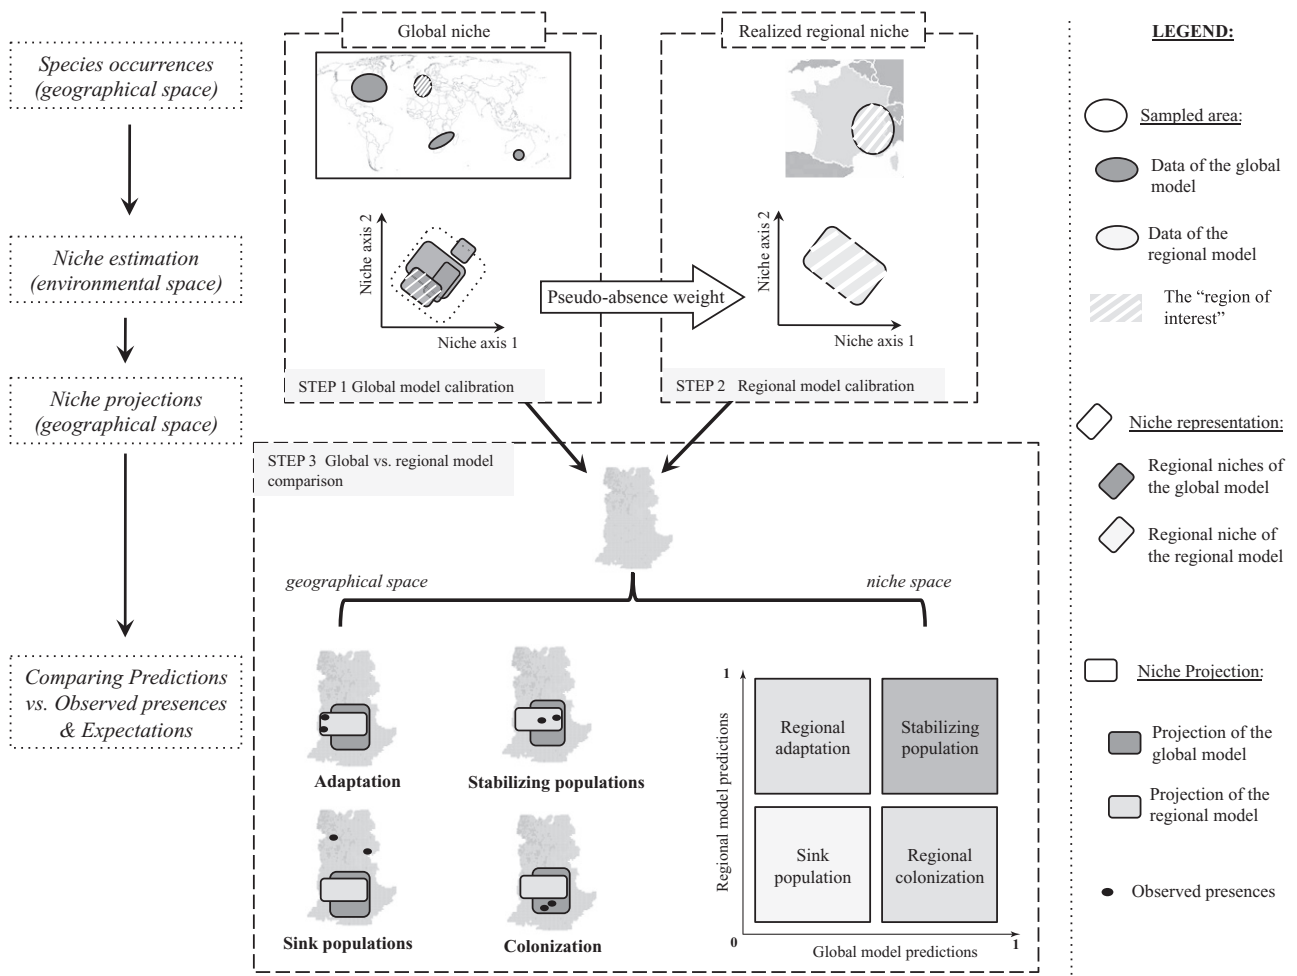 Species occurrences
(geographical space)
Niche estimation
(environmental space)
Niche projections
(geographical space)
Comparing Predictions
vs. Observed presences
& Expectations
Global niche
Niche axis 2
Niche axis 1
STEP 1 Global model calibration
Pseudo-absence weight
Realized regional niche
Niche axis 2
Niche axis 1
STEP 2 Regional model calibration
STEP 3 Global vs. regional model
comparison
geographical space
niche space
Adaptation
Stabilizing populations
Sink populations
Colonization
1
Regional model predictions
Regional
adaptation
Stabilizing
population
Sink
population
Regional
colonization
0
Global model predictions
1
LEGEND:
Sampled area:
Data of the global
model
Data of the
regional model
The “region of
interest”
Niche representation:
Regional niches of
the global model
Regional niche of
the regional model
Niche Projection:
Projection of the
global model
Projection of the
regional model
Observed presences